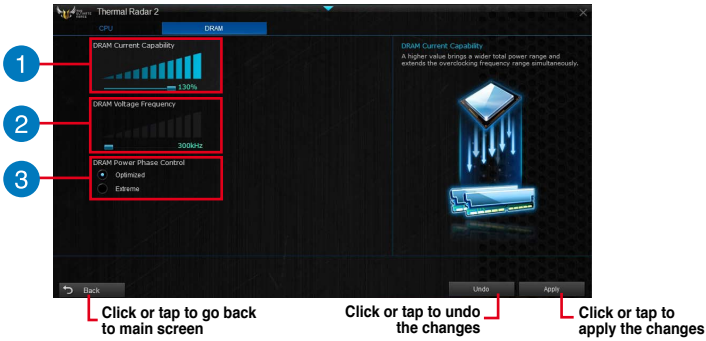 Thermal Radar 2
CPU
DRAM
1
DRAM Current Capability
130%
2
DRAM Voltage Frequency
300kHz
3
DRAM Power Phase Control
Optimized
Extreme
DRAM Current Capability
A higher value brings a wider total power range and
extends the overclocking frequency range simultaneously.
Back
Undo
Apply
Click or tap to go back
to main screen
Click or tap to undo
the changes
Click or tap to
apply the changes